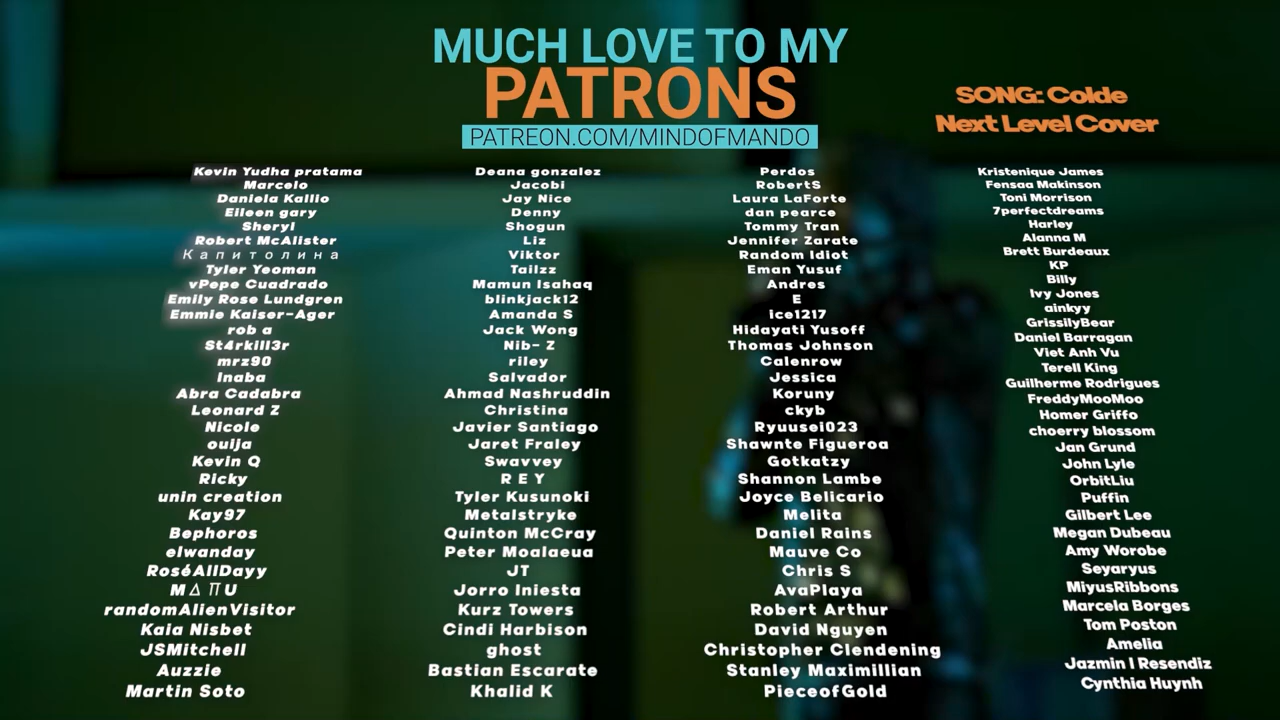 MUCH LOVE TO MY
PATRONS
PATREON.COM/MINDOFMANDO
SONG: Colde
Next Level Cover
Kevin Yudha pratama
Marcelo
Daniela Kallio
Eileen gary
Sheryl
Robert McAlister
Капитолина
Tyler Yeoman
vPepe Cuadrado
Emily Rose Lundgren
Emmie Kaiser-Ager
rob a
St4rkill3r
mrz90
Inaba
Abra Cadabra
Leonard Z
Nicole
ouija
Kevin Q
Ricky
unin creation
Kay97
Bephoros
elwanday
RoséAllDayy
M△ͲU
randomAlienVisitor
Kaia Nisbet
JSMitchell
Auzzie
Martin Soto
Deana gonzalez
Jacobi
Jay Nice
Denny
Shogun
Liz
Viktor
Tailzz
Mamun Isahaq
blinkjack12
Amanda S
Jack Wong
Nib- Z
riley
Salvador
Ahmad Nashruddin
Christina
Javier Santiago
Jaret Fraley
Swavvey
R E Y
Tyler Kusunoki
Metalstryke
Quinton McCray
Peter Moalaeua
JT
Jorro Iniesta
Kurz Towers
Cindi Harbison
ghost
Bastian Escarate
Khalid K
Perdos
RobertS
Laura LaForte
dan pearce
Tommy Tran
Jennifer Zarate
Random Idiot
Eman Yusuf
Andres
E
ice1217
Hidayati Yusoff
Thomas Johnson
Calenrow
Jessica
Koruny
ckyb
Ryuusei023
Shawnte Figueroa
Gotkatzy
Shannon Lambe
Joyce Belicario
Melita
Daniel Rains
Mauve Co
Chris S
AvaPlaya
Robert Arthur
David Nguyen
Christopher Clendening
Stanley Maximillian
PieceofGold
Kristenique James
Fensaa Makinson
Toni Morrison
7perfectdreams
Harley
Alanna M
Brett Burdeaux
KP
Billy
Ivy Jones
ainkyy
GrissilyBear
Daniel Barragan
Viet Anh Vu
Terell King
Guilherme Rodrigues
FreddyMooMoo
Homer Griffo
choerry blossom
Jan Grund
John Lyle
OrbitLiu
Puffin
Gilbert Lee
Megan Dubeau
Amy Worobe
Seyaryus
MiyusRibbons
Marcela Borges
Tom Poston
Amelia
Jazmin I Resendiz
Cynthia Huynh